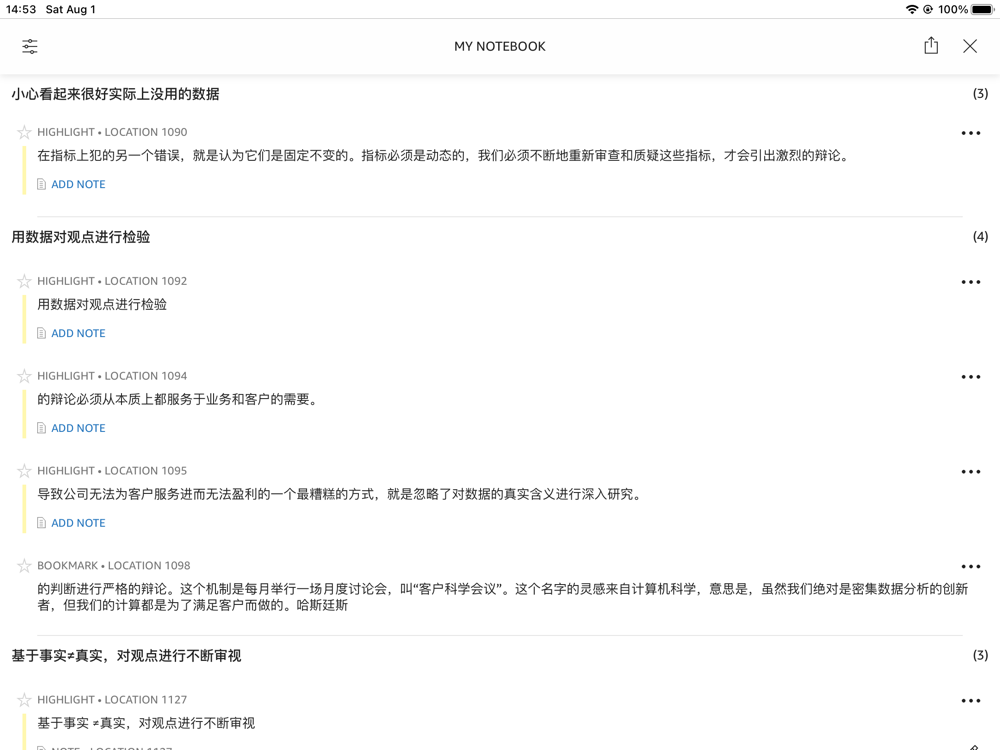 14:53 Sat Aug 1 100%
MY NOTEBOOK
小心看起来很好实际上没用的数据 (3)
HIGHLIGHT • LOCATION 1090
在指标上犯的另一个错误，就是认为它们是固定不变的。指标必须是动态的，我们必须不断地重新审查和质疑这些指标，才会引出激烈的辩论。
ADD NOTE
用数据对观点进行检验 (4)
HIGHLIGHT • LOCATION 1092
用数据对观点进行检验
ADD NOTE
HIGHLIGHT • LOCATION 1094
的辩论必须从本质上都服务于业务和客户的需要。
ADD NOTE
HIGHLIGHT • LOCATION 1095
导致公司无法为客户服务进而无法盈利的一个最糟糕的方式，就是忽略了对数据的真实含义进行深入研究。
ADD NOTE
BOOKMARK • LOCATION 1098
的判断进行严格的辩论。这个机制是每月举行一场月度讨论会，叫“客户科学会议”。这个名字的灵感来自计算机科学，意思是，虽然我们绝对是密集数据分析的创新
者，但我们的计算都是为了满足客户而做的。哈斯廷斯
基于事实≠真实，对观点进行不断审视 (3)
HIGHLIGHT • LOCATION 1127
基于事实 ≠真实，对观点进行不断审视
NOTE • LOCATION 1127